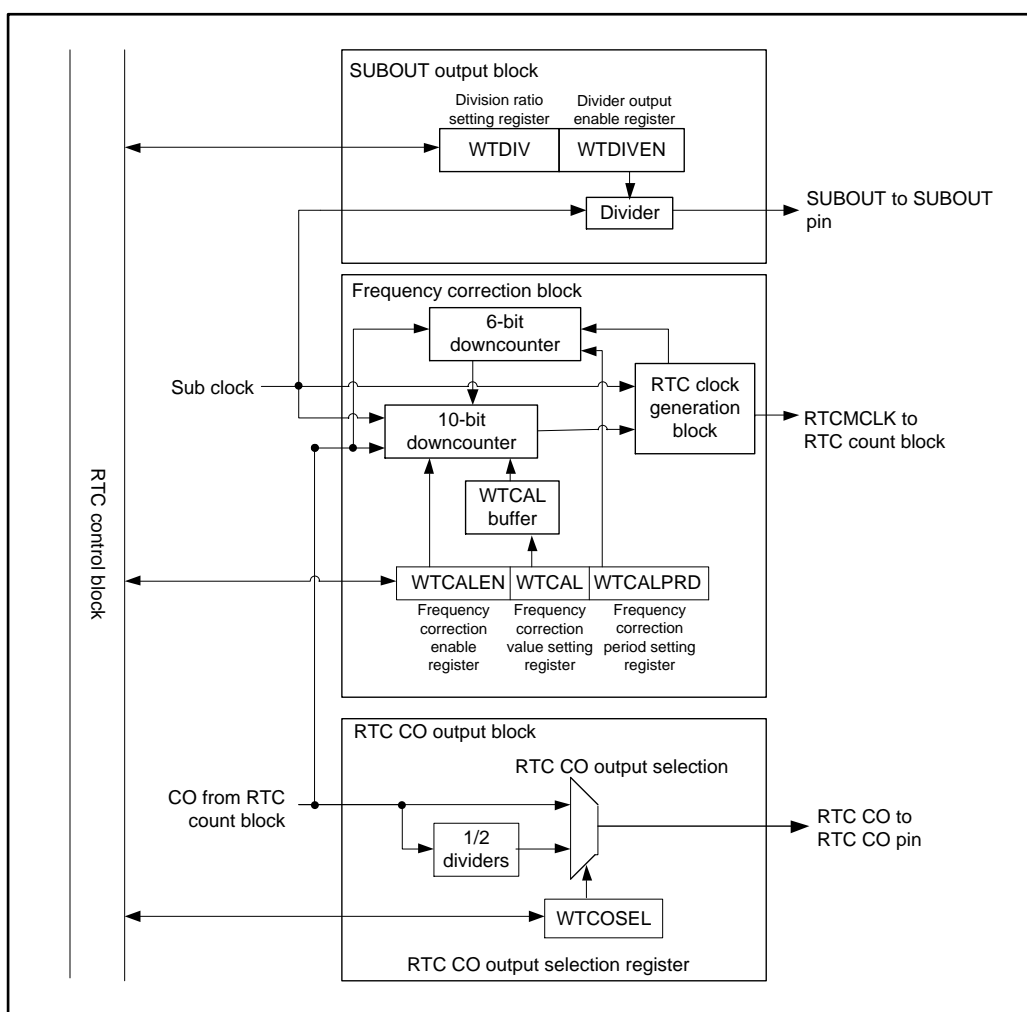 SUBOUT output block
Division ratio
setting register
Divider output
enable register
WTDIV
WTDIVEN
Divider
SUBOUT to SUBOUT
pin
Frequency correction block
6-bit
downcounter
Sub clock
10-bit
downcounter
RTC clock
generation
block
RTCMCLK to
RTC count block
WTCAL
buffer
RTC control block
WTCALEN
WTCAL
WTCALPRD
Frequency
correction
enable
register
Frequency
correction
value setting
register
Frequency
correction
period setting
register
RTC CO output block
RTC CO output selection
CO from RTC
count block
1/2
dividers
RTC CO to
RTC CO pin
WTCOSEL
RTC CO output selection register